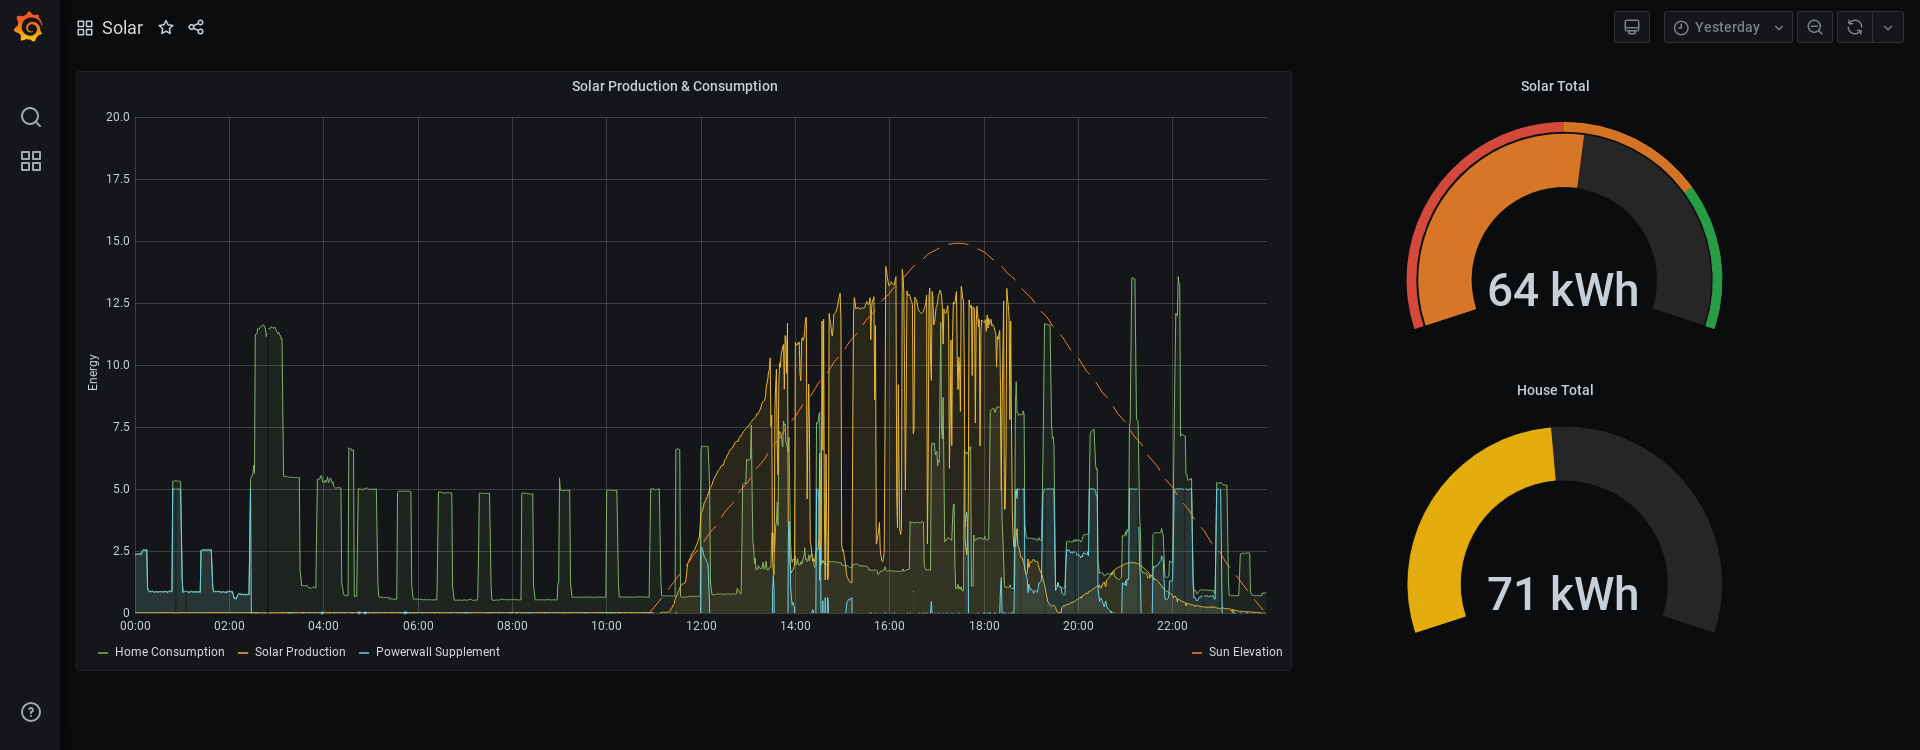 Solar
Yesterday
Solar Production & Consumption
20.0
17.5
15.0
12.5
10.0
7.5
5.0
2.5
0
Energy
00:00 02:00 04:00 06:00 08:00 10:00 12:00 14:00 16:00 18:00 20:00 22:00
Home Consumption Solar Production Powerwall Supplement Sun Elevation
Solar Total
64 kWh
House Total
71 kWh